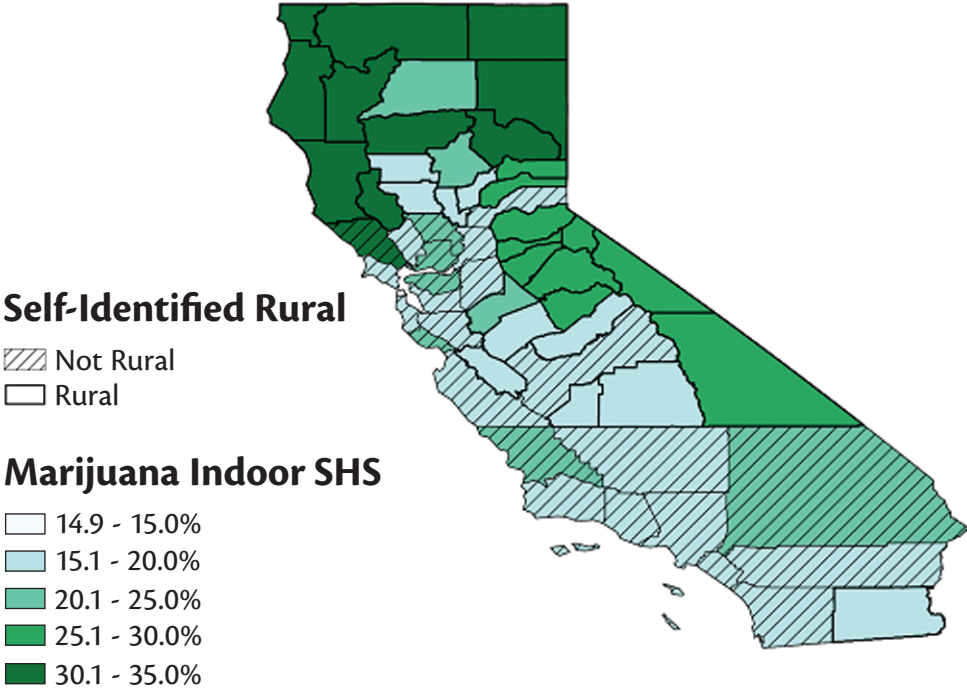 Self-Identified Rural
Not Rural
Rural
Marijuana Indoor SHS
14.9 - 15.0%
15.1 - 20.0%
20.1 - 25.0%
25.1 - 30.0%
30.1 - 35.0%